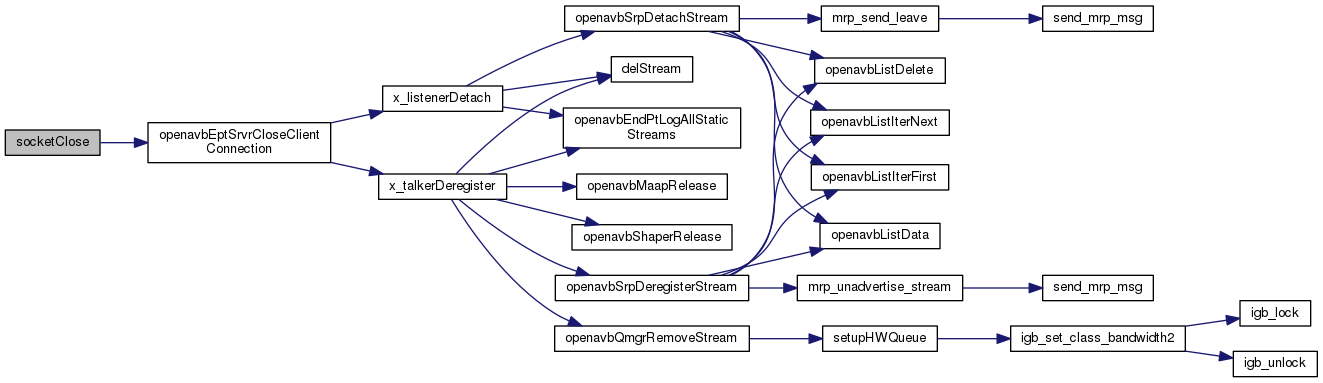 socketClose
openavbEptSrvrCloseClient
Connection
x_listenerDetach
x_talkerDeregister
openavbSrpDetachStream
delStream
openavbEndPtLogAllStatic
Streams
openavbMaapRelease
openavbShaperRelease
openavbSrpDeregisterStream
openavbQmgrRemoveStream
mrp_send_leave
openavbListDelete
openavbListIterNext
openavbListIterFirst
openavbListData
mrp_unadvertise_stream
setupHWQueue
send_mrp_msg
send_mrp_msg
igb_set_class_bandwidth2
igb_lock
igb_unlock